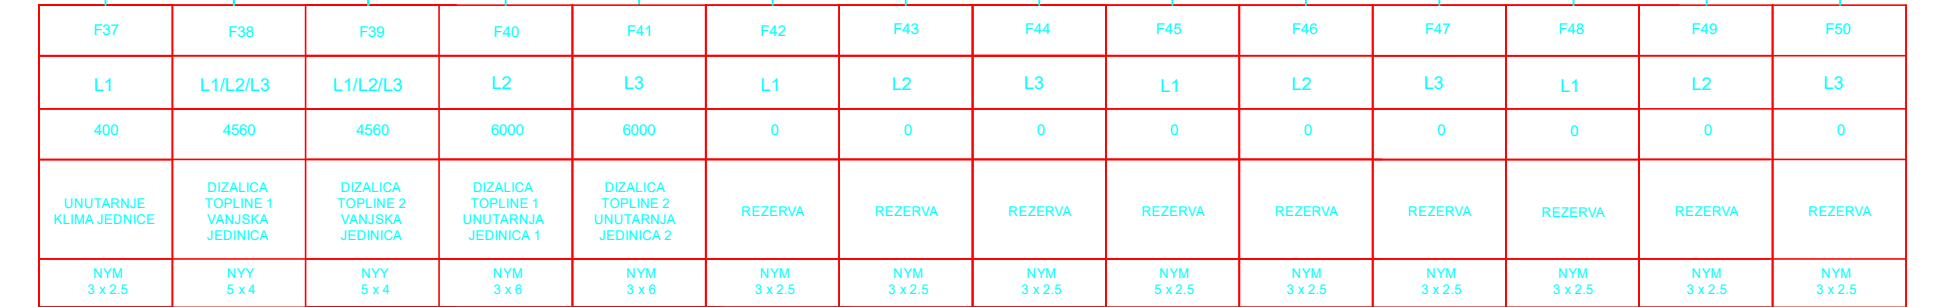 F37 F38 F39 F40 F41 F42 F43 F44 F45 F46 F47 F48 F49 F50
L1 L1/L2/L3 L1/L2/L3 L2 L3 L1 L2 L3 L1 L2 L3 L1 L2 L3
400 4560 4560 6000 6000 0 0 0 0 0 0 0 0 0
UNUTARNJE
KLIMA JEDNICE
DIZALICA
TOPLINE 1
VANJSKA
JEDINICA
DIZALICA
TOPLINE 2
VANJSKA
JEDINICA
DIZALICA
TOPLINE 1
UNUTARNJA
JEDINICA 1
DIZALICA
TOPLINE 2
UNUTARNJA
JEDINICA 2
REZERVA REZERVA REZERVA REZERVA REZERVA REZERVA REZERVA REZERVA REZERVA
NYM NYY NYY NYM NYM NYM NYM NYM NYM NYM NYM NYM NYM NYM
3 x 2.5 5 x 4 5 x 4 3 x 6 3 x 6 3 x 2.5 3 x 2.5 3 x 2.5 5 x 2.5 3 x 2.5 3 x 2.5 3 x 2.5 3 x 2.5 3 x 2.5